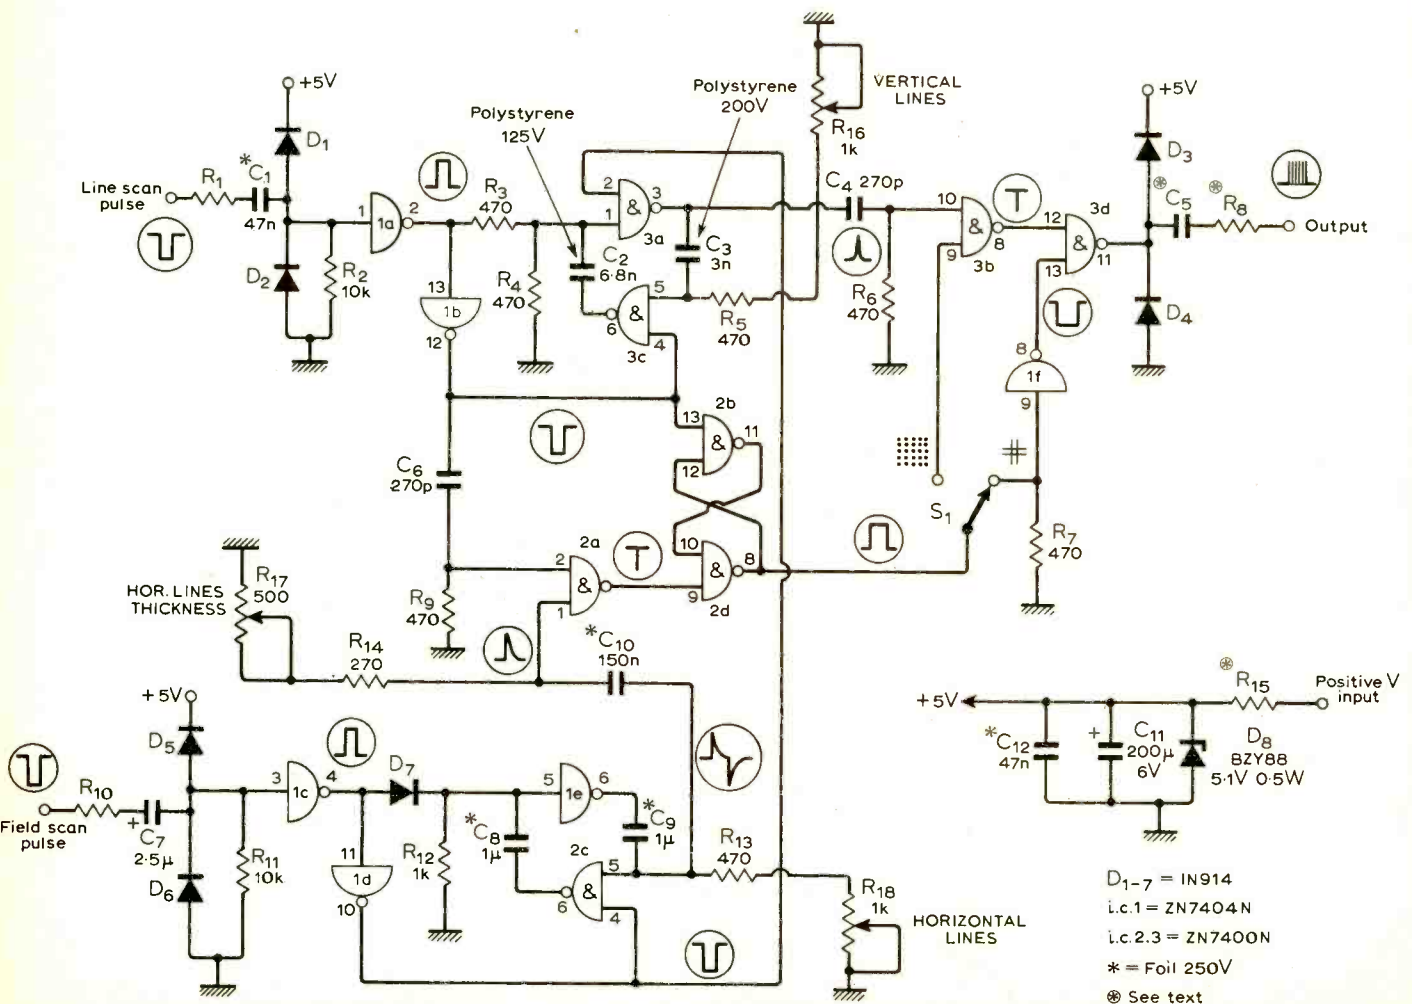 +5V
D1
Line scan
pulse
R1
*C1
47n
D2
R2
10k
1
1a
2
13
1b
12
R3
470
Polystyrene
125V
R4
470
C2
6·8n
2
1
&
3
3a
6
&
5
4
3c
Polystyrene
200V
C3
3n
R5
470
VERTICAL
LINES
R16
1k
C4
270p
R6
470
10
9
&
8
3b
12
13
&
11
3d
+5V
D3
D4
⊛C5
⊛R8
Output
8
1f
9
S1
R7
470
C6
270p
2b
13
12
&
11
10
9
&
8
2d
2a
2
1
&
R9
470
HOR. LINES
THICKNESS
R17
500
R14
270
*C10
150n
+5V
D5
D6
R10
Field scan
pulse
+
C7
2·5μ
R11
10k
3
1c
4
11
1d
10
D7
R12
1k
*C8
1μ
5
1e
6
*C9
1μ
2c
6
&
5
4
R13
470
R18
1k
HORIZONTAL
LINES
+5V
*C12
47n
+
C11
200μ
6V
D8
BZY88
5·1V 0·5W
⊛
R15
Positive V
input
D1-7 = IN914
i.c.1 = ZN7404N
i.c.2.3 = ZN7400N
* = Foil 250V
⊛ See text